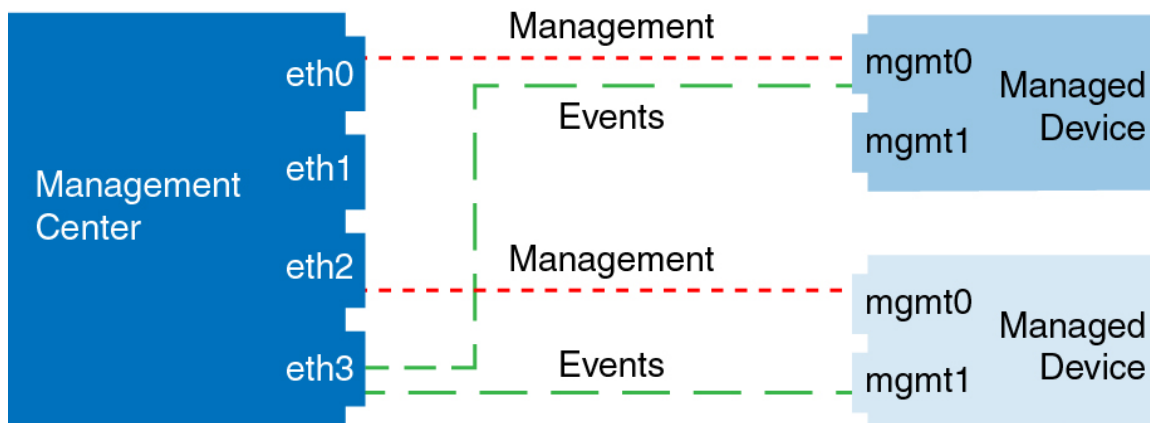 Management
Center
eth0
eth1
eth2
eth3
Management
Events
Management
Events
mgmt0
mgmt1
Managed
Device
mgmt0
mgmt1
Managed
Device